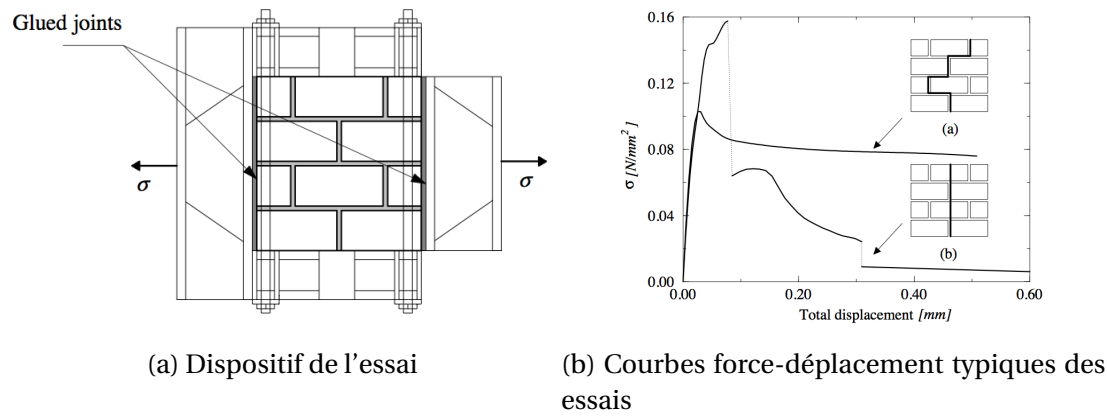 Glued joints
σ
σ
(a) Dispositif de l'essai
σ [N/mm²]
0.16
0.12
0.08
0.04
0.00
0.00
0.20
0.40
0.60
Total displacement [mm]
(a)
(b)
(b) Courbes force-déplacement typiques des
essais